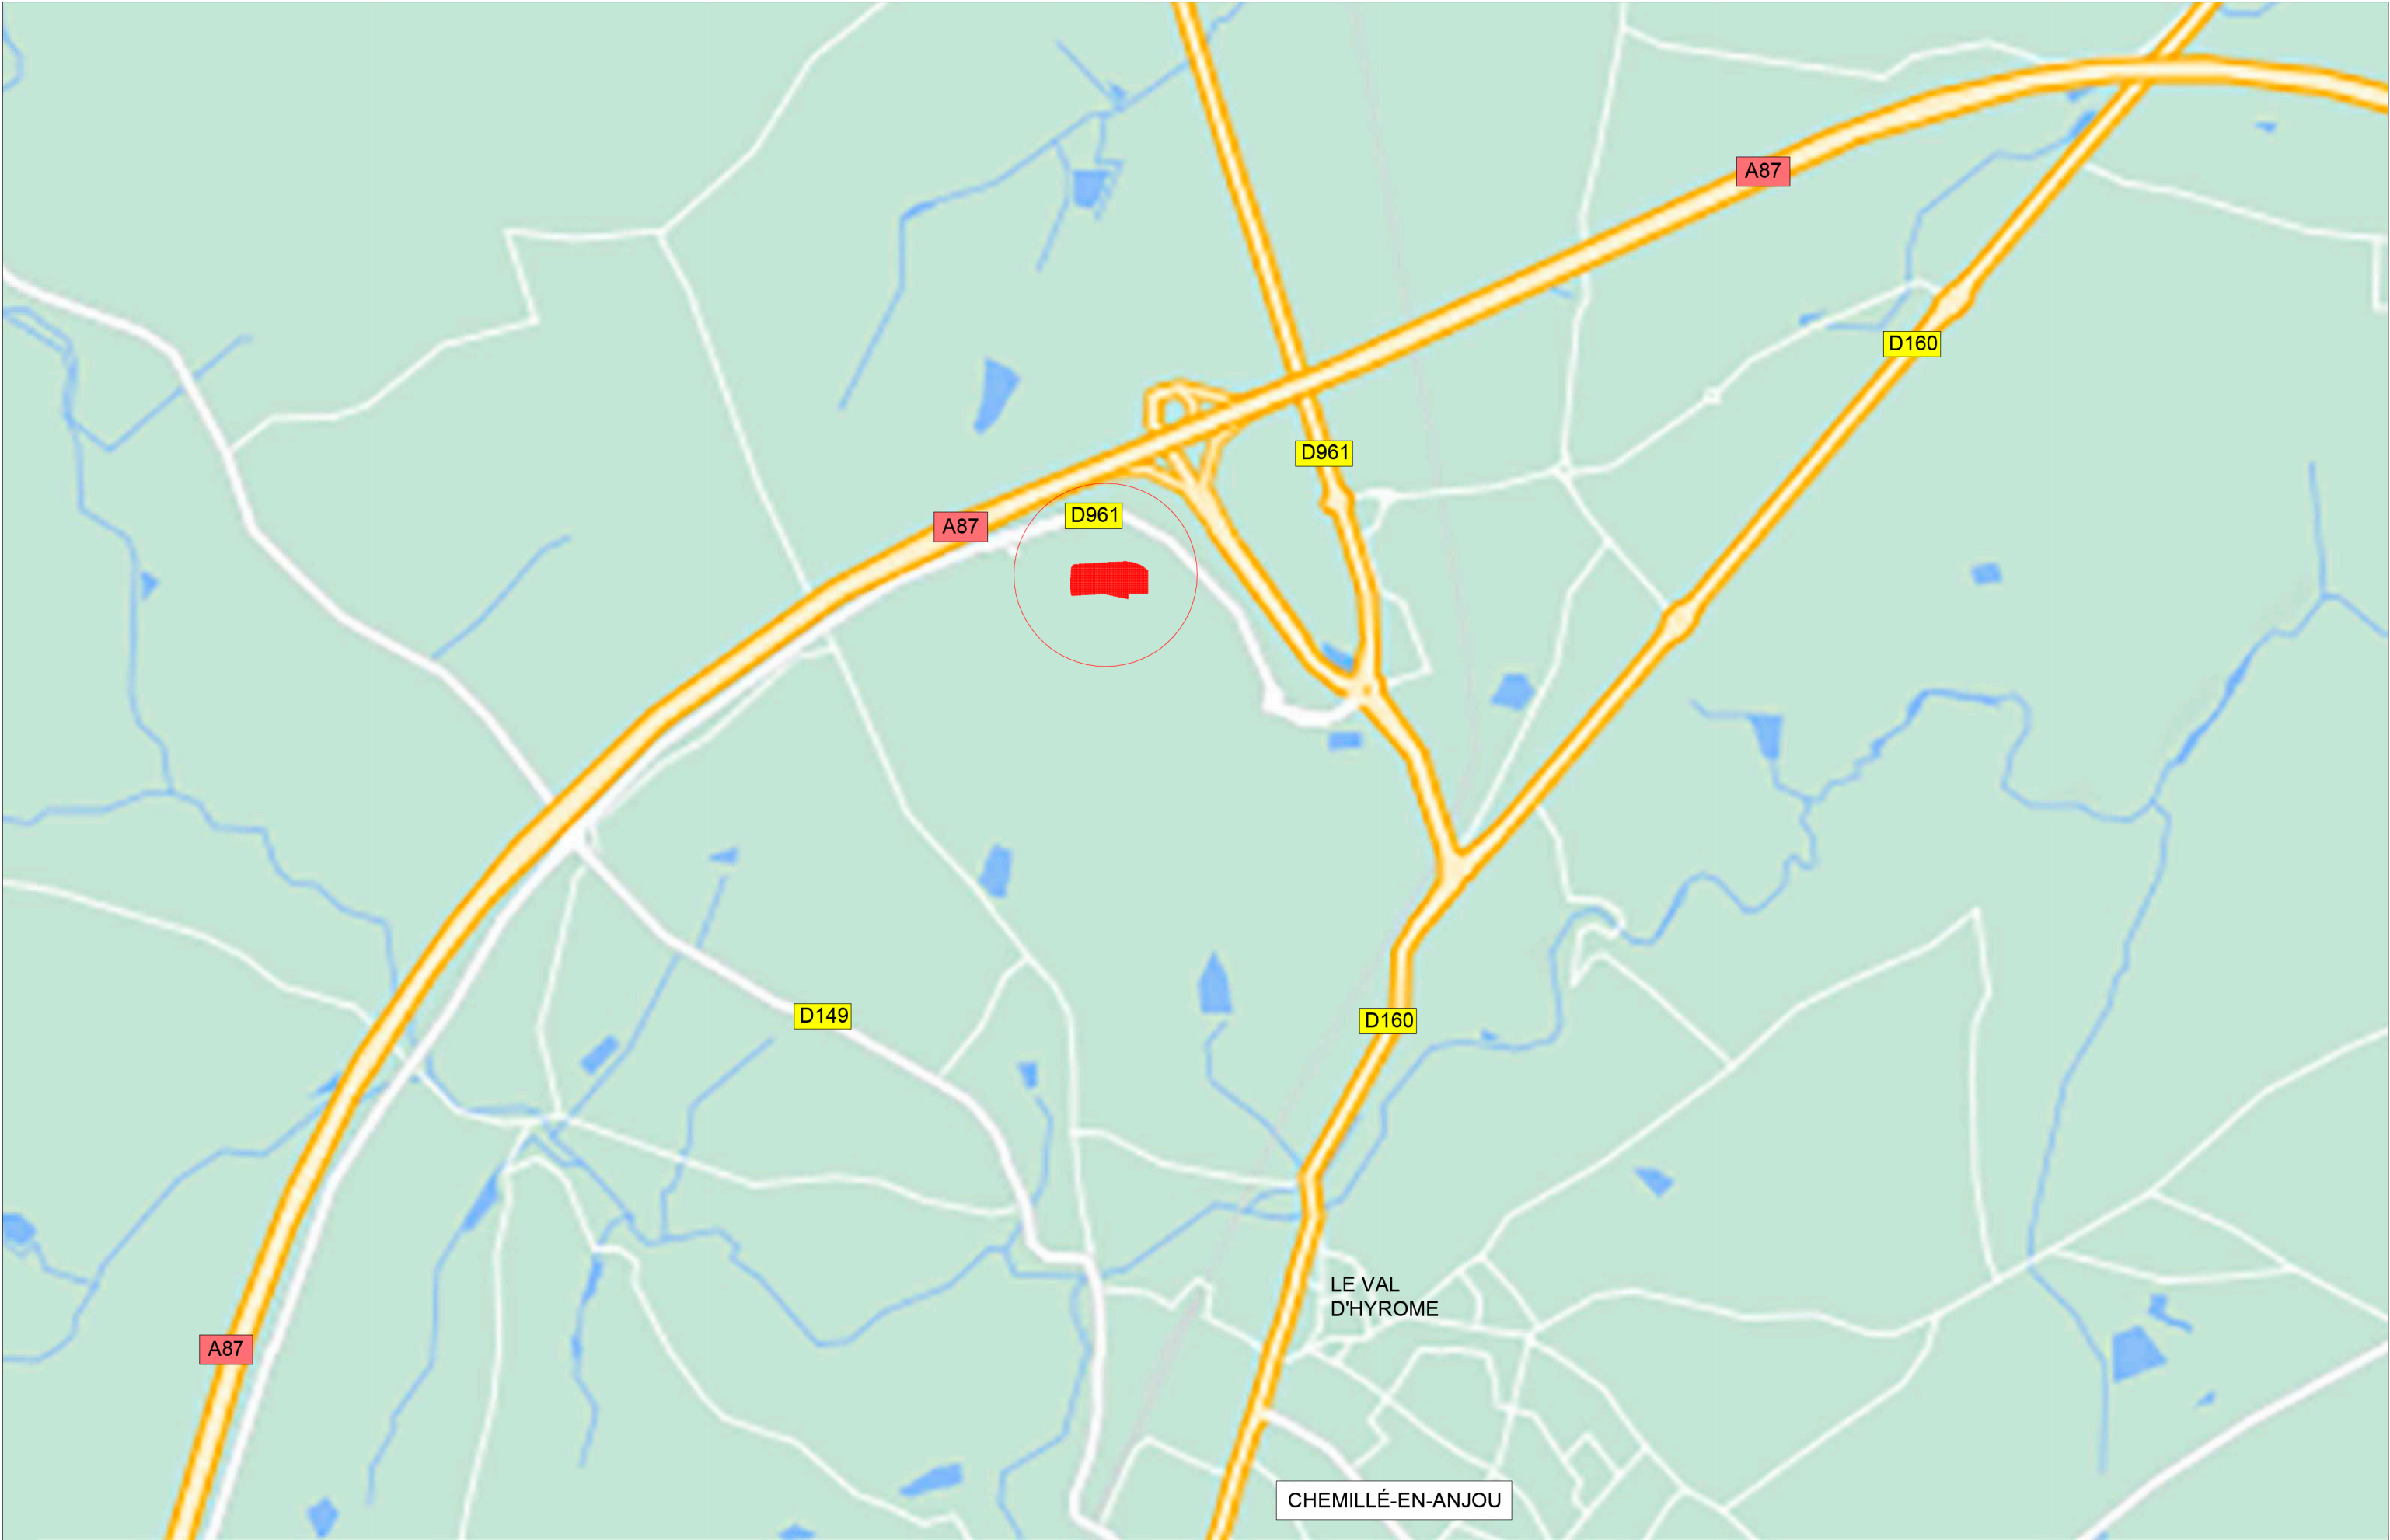 A87
D160
D961
D961
A87
D149
D160
LE VAL
D'HYROME
A87
CHEMILLÉ-EN-ANJOU